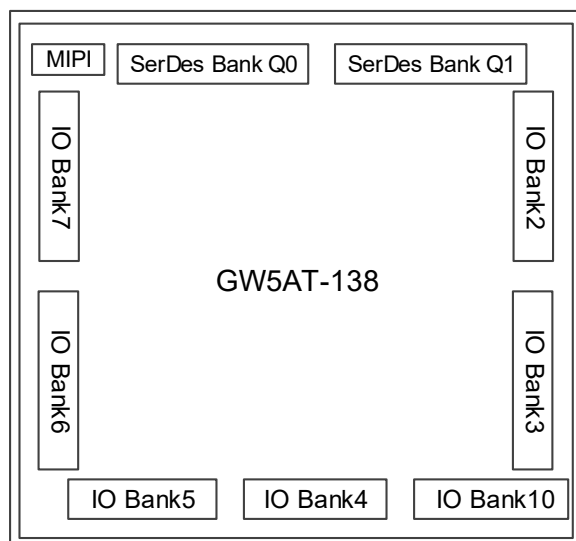 MIPI
SerDes Bank Q0
SerDes Bank Q1
IO Bank7
IO Bank2
GW5AT-138
IO Bank6
IO Bank3
IO Bank5
IO Bank4
IO Bank10